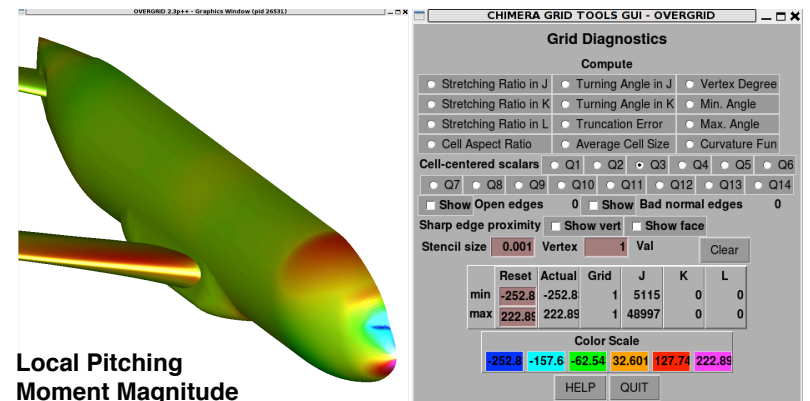 OVERGRID 2.3p++ - Graphics Window (pid 26531)
CHIMERA GRID TOOLS GUI - OVERGRID
Grid Diagnostics
Compute
Stretching Ratio in J Turning Angle in J Vertex Degree
Stretching Ratio in K Turning Angle in K Min. Angle
Stretching Ratio in L Truncation Error Max. Angle
Cell Aspect Ratio Average Cell Size Curvature Fun
Cell-centered scalars Q1 Q2 Q3 Q4 Q5 Q6
Q7 Q8 Q9 Q10 Q11 Q12 Q13 Q14
Show Open edges 0 Show Bad normal edges 0
Sharp edge proximity Show vert Show face
Stencil size 0.001 Vertex 1 Val Clear
Reset Actual Grid J K L
min -252.8 -252.8 1 5115 0 0
max 222.89 222.89 1 48997 0 0
Color Scale
-252.8 -157.6 -62.54 32.601 127.74 222.89
HELP QUIT
Local Pitching
Moment Magnitude